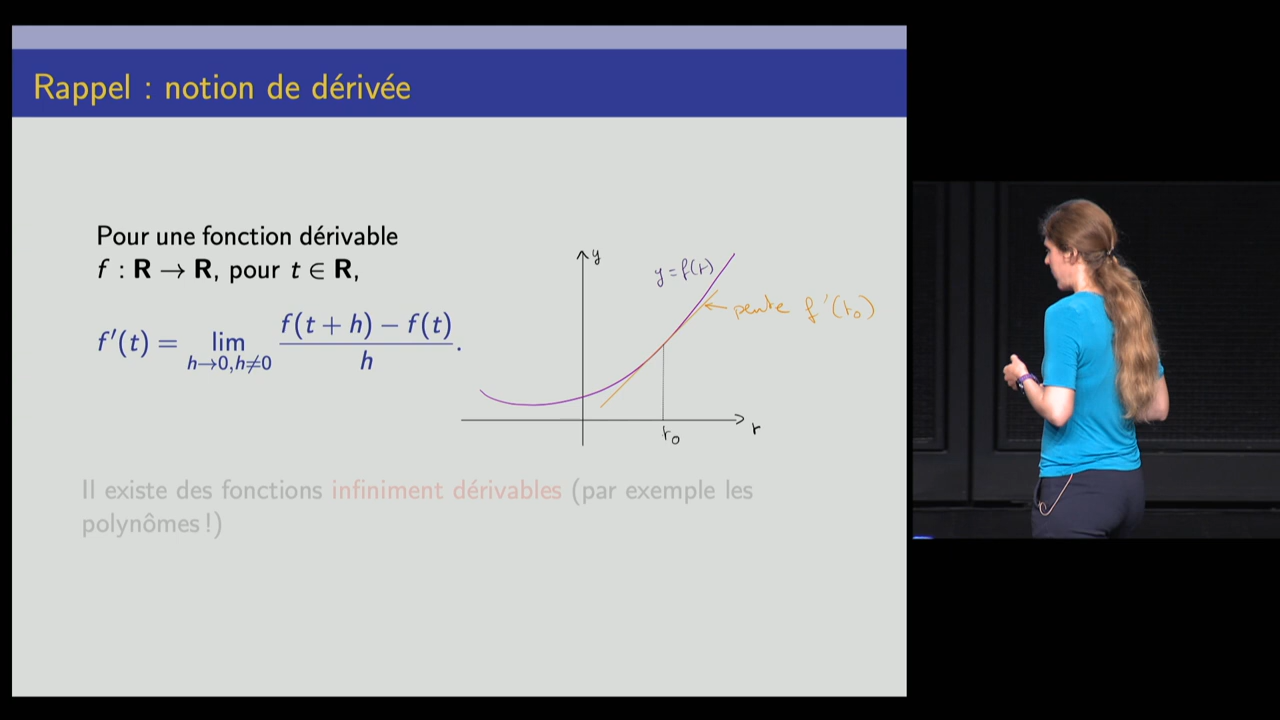 Rappel : notion de dérivée
Pour une fonction dérivable
f : R → R, pour t ∈ R,
f′(t) = lim h→0,h≠0 f(t + h) − f(t) / h .
y
y = f(t)
pente f'(t₀)
t₀
t
Il existe des fonctions infiniment dérivables (par exemple les
polynômes !)